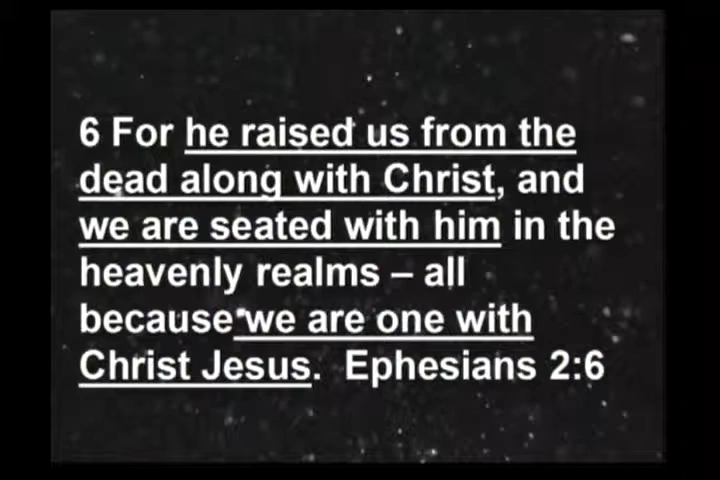 6 For he raised us from the
dead along with Christ, and
we are seated with him in the
heavenly realms – all
because we are one with
Christ Jesus.  Ephesians 2:6